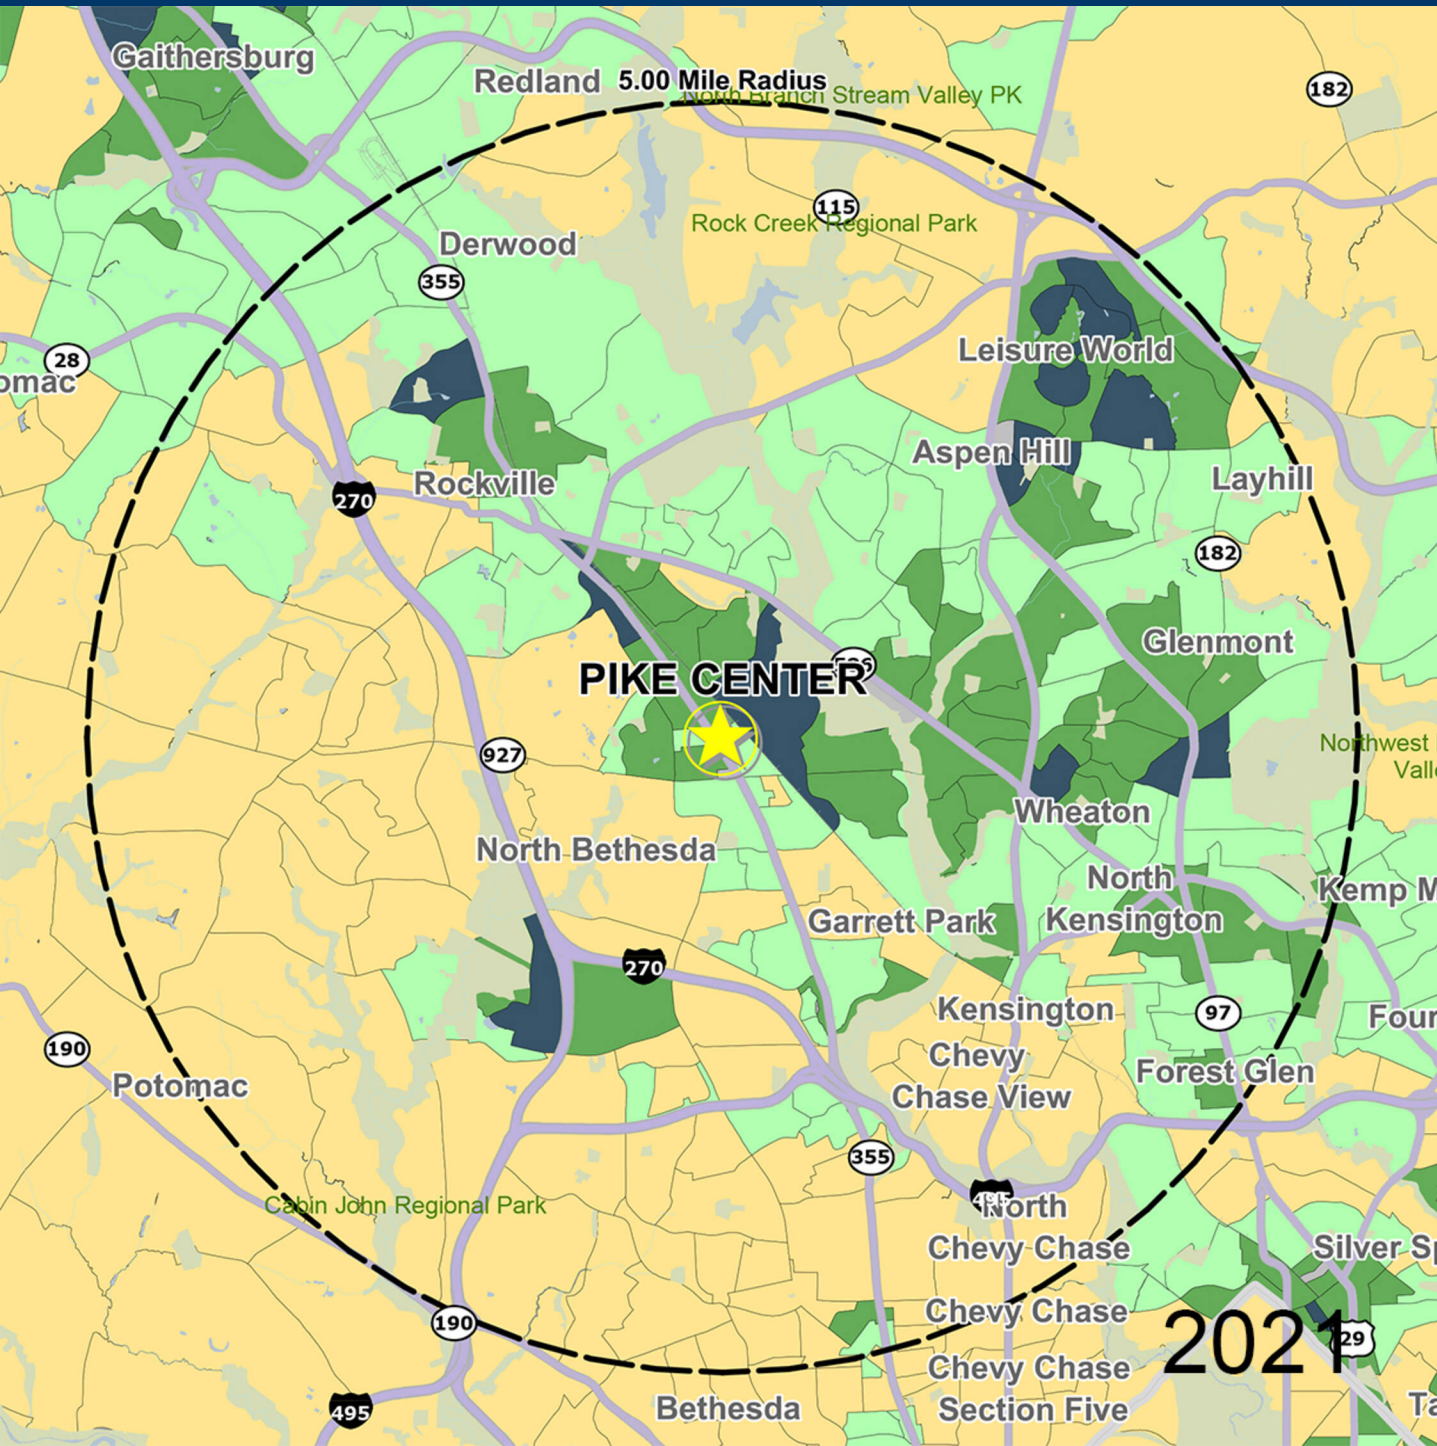 Gaithersburg
Redland
5.00 Mile Radius
North Branch Stream Valley PK
182
115
Rock Creek Regional Park
Derwood
355
28
omac
Leisure World
Aspen Hill
Layhill
Rockville
270
182
Glenmont
PIKE CENTER
927
Northwest
Valle
Wheaton
North Bethesda
North
Kensington
Kemp M
Garrett Park
270
Kensington
97
Four
190
Chevy
Chase View
Forest Glen
Potomac
355
Cabin John Regional Park
495
North
Chevy Chase
Silver Sp
Chevy Chase
190
2021
29
Chevy Chase
Section Five
Bethesda
495
Ta